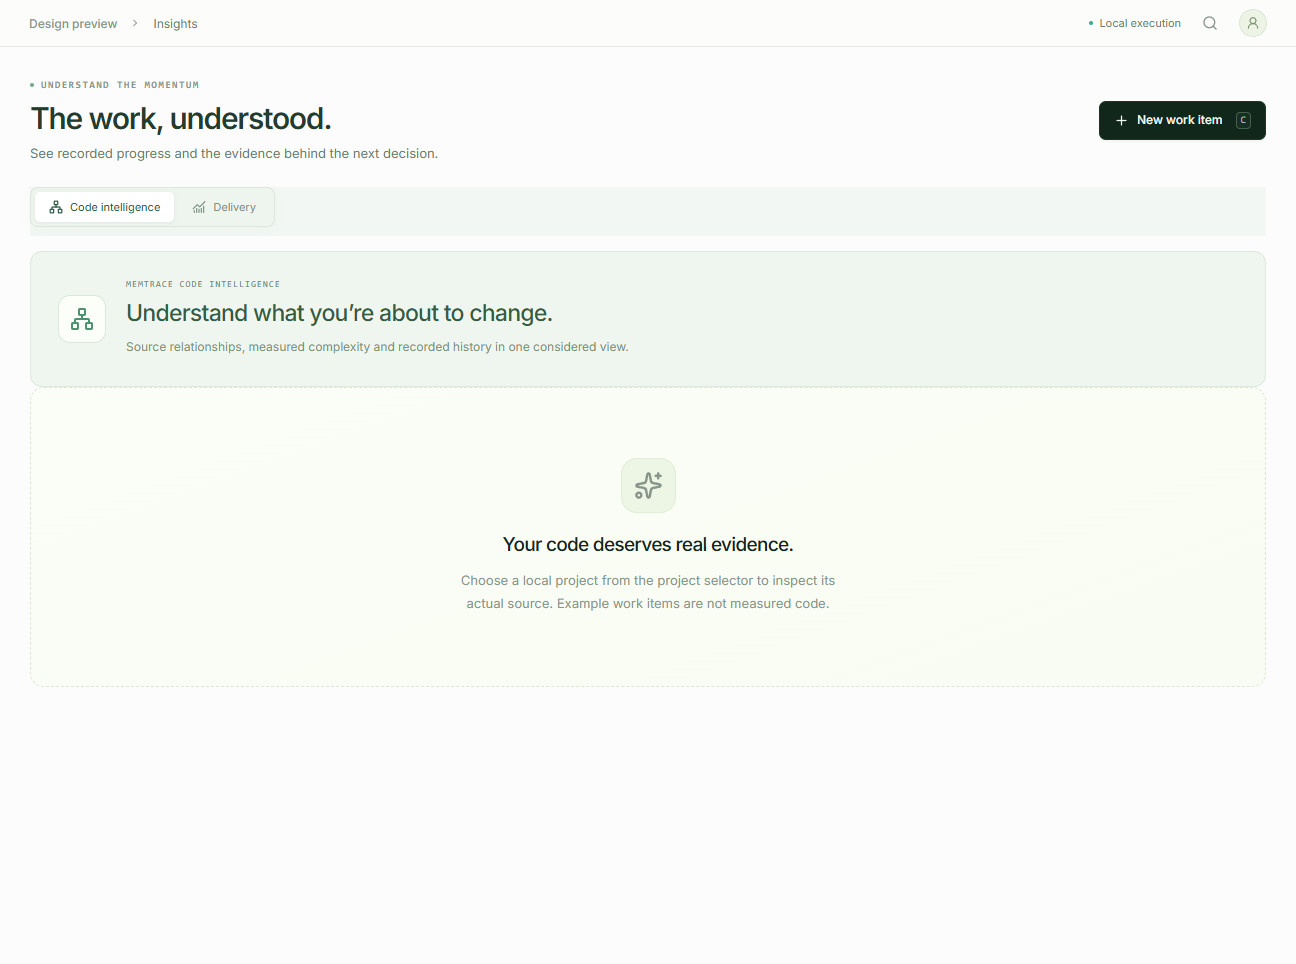 Design preview > Insights
Local execution
UNDERSTAND THE MOMENTUM
The work, understood.
New work item C
See recorded progress and the evidence behind the next decision.
Code intelligence Delivery
MEMTRACE CODE INTELLIGENCE
Understand what you’re about to change.
Source relationships, measured complexity and recorded history in one considered view.
Your code deserves real evidence.
Choose a local project from the project selector to inspect its
actual source. Example work items are not measured code.